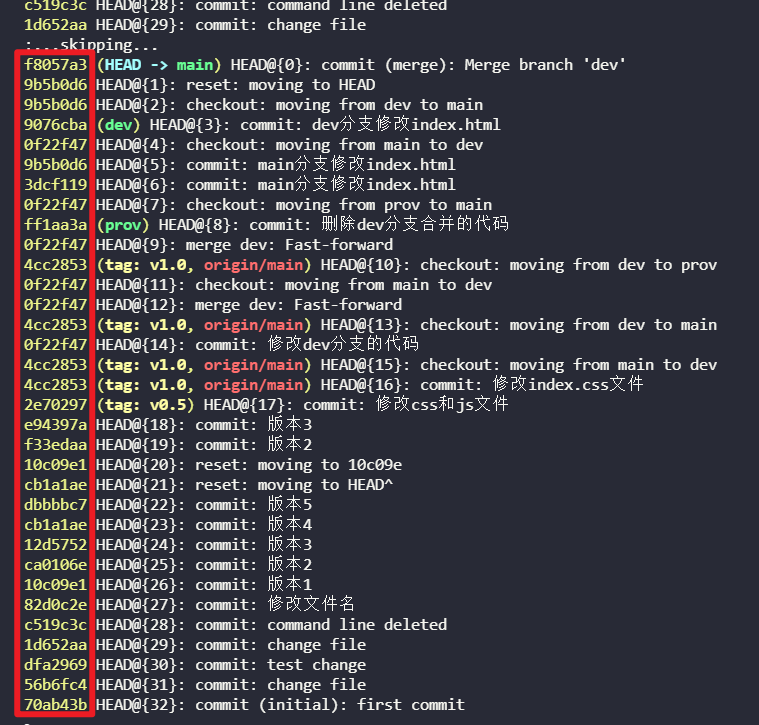 c519c3c HEAD@{28}: commit: command line deleted
1d652aa HEAD@{29}: commit: change file
:...skipping...
f8057a3 (HEAD -> main) HEAD@{0}: commit (merge): Merge branch 'dev'
9b5b0d6 HEAD@{1}: reset: moving to HEAD
9b5b0d6 HEAD@{2}: checkout: moving from dev to main
9076cba (dev) HEAD@{3}: commit: dev分支修改index.html
0f22f47 HEAD@{4}: checkout: moving from main to dev
9b5b0d6 HEAD@{5}: commit: main分支修改index.html
3dcf119 HEAD@{6}: commit: main分支修改index.html
0f22f47 HEAD@{7}: checkout: moving from prov to main
ff1aa3a (prov) HEAD@{8}: commit: 删除dev分支合并的代码
0f22f47 HEAD@{9}: merge dev: Fast-forward
4cc2853 (tag: v1.0, origin/main) HEAD@{10}: checkout: moving from dev to prov
0f22f47 HEAD@{11}: checkout: moving from main to dev
0f22f47 HEAD@{12}: merge dev: Fast-forward
4cc2853 (tag: v1.0, origin/main) HEAD@{13}: checkout: moving from dev to main
0f22f47 HEAD@{14}: commit: 修改dev分支的代码
4cc2853 (tag: v1.0, origin/main) HEAD@{15}: checkout: moving from main to dev
4cc2853 (tag: v1.0, origin/main) HEAD@{16}: commit: 修改index.css文件
2e70297 (tag: v0.5) HEAD@{17}: commit: 修改css和js文件
e94397a HEAD@{18}: commit: 版本3
f33edaa HEAD@{19}: commit: 版本2
10c09e1 HEAD@{20}: reset: moving to 10c09e
cb1a1ae HEAD@{21}: reset: moving to HEAD^
dbbbbc7 HEAD@{22}: commit: 版本5
cb1a1ae HEAD@{23}: commit: 版本4
12d5752 HEAD@{24}: commit: 版本3
ca0106e HEAD@{25}: commit: 版本2
10c09e1 HEAD@{26}: commit: 版本1
82d0c2e HEAD@{27}: commit: 修改文件名
c519c3c HEAD@{28}: commit: command line deleted
1d652aa HEAD@{29}: commit: change file
dfa2969 HEAD@{30}: commit: test change
56b6fc4 HEAD@{31}: commit: change file
70ab43b HEAD@{32}: commit (initial): first commit